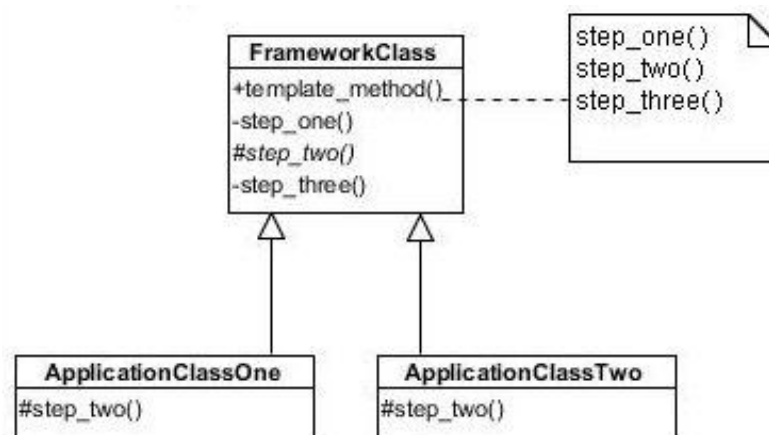 FrameworkClass
+template_method()
-step_one()
#step_two()
-step_three()
step_one()
step_two()
step_three()
ApplicationClassOne
#step_two()
ApplicationClassTwo
#step_two()